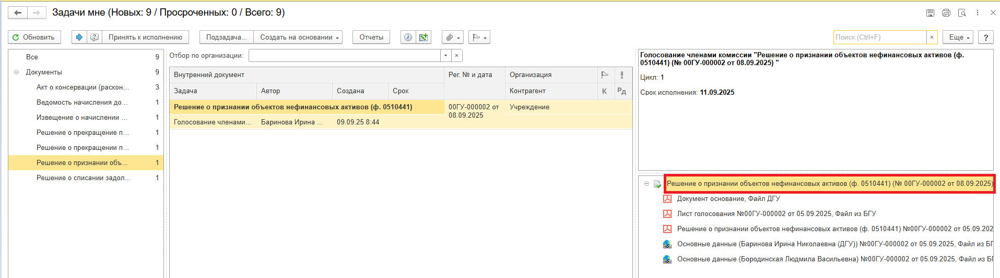 Задачи мне (Новых: 9 / Просроченных: 0 / Всего: 9)
Обновить
Принять к исполнению
Подзадача...
Создать на основании
Отчеты
Поиск (Ctrl+F)
×
Еще
?
Все 9
Документы 9
Акт о консервации (раскон... 3
Ведомость начисления до... 1
Извещение о начислении ... 1
Решение о прекращение п... 1
Решение о прекращении п... 1
Решение о признании объ... 1
Решение о списании задол... 1
Отбор по организации:
Внутренний документ Рег. № и дата Организация
Задача Автор Создана Срок Контрагент К Рд
Решение о признании объектов нефинансовых активов (ф. 0510441) 00ГУ-000002 от Учреждение
08.09.2025
Голосование членами... Баринова Ирина ... 09.09.25 8:44
Голосование членами комиссии "Решение о признании объектов нефинансовых активов (ф.
0510441) (№ 00ГУ-000002 от 08.09.2025) "
Цикл: 1
Срок исполнения: 11.09.2025
Решение о признании объектов нефинансовых активов (ф. 0510441) (№ 00ГУ-000002 от 08.09.2025)
Документ основание, Файл ДГУ
Лист голосования №00ГУ-000002 от 05.09.2025, Файл из БГУ
Решение о признании объектов нефинансовых активов (ф. 0510441) №00ГУ-000002 от 05.09.202
Основные данные (Баринова Ирина Николаевна (ДГУ)) №00ГУ-000002 от 05.09.2025, Файл из БГ
Основные данные (Бородинская Людмила Васильевна) №00ГУ-000002 от 05.09.2025, Файл из БГ